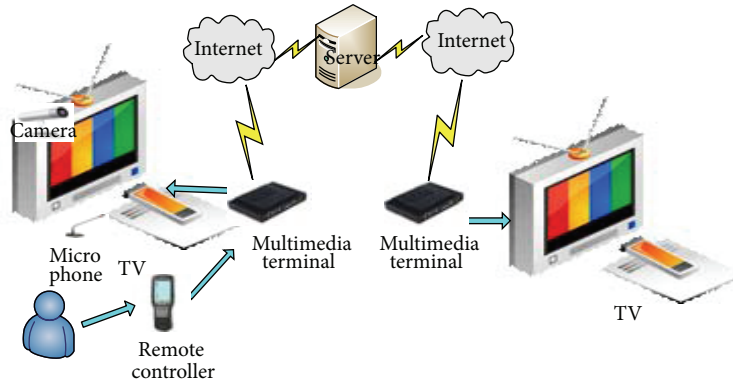 Internet
Server
Internet
Camera
Micro
phone
TV
Multimedia
terminal
Multimedia
terminal
TV
Remote
controller